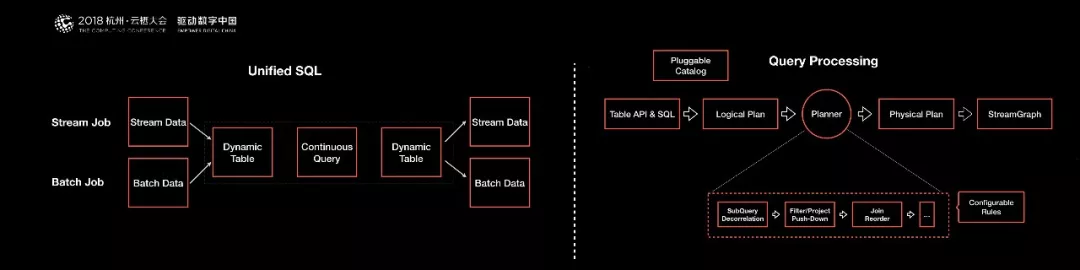 2018 杭州·云栖大会 驱动数字中国
THE COMPUTING CONFERENCE EMPOWER DIGITAL CHINA
Unified SQL
Stream Job
Stream Data
Dynamic
Table
Continuous
Query
Dynamic
Table
Stream Data
Batch Job
Batch Data
Batch Data
Pluggable
Catalog
Query Processing
Table API & SQL
Logical Plan
Planner
Physical Plan
StreamGraph
SubQuery
Decorrelation
Filter/Project
Push-Down
Join
Reorder
...
Configurable
Rules